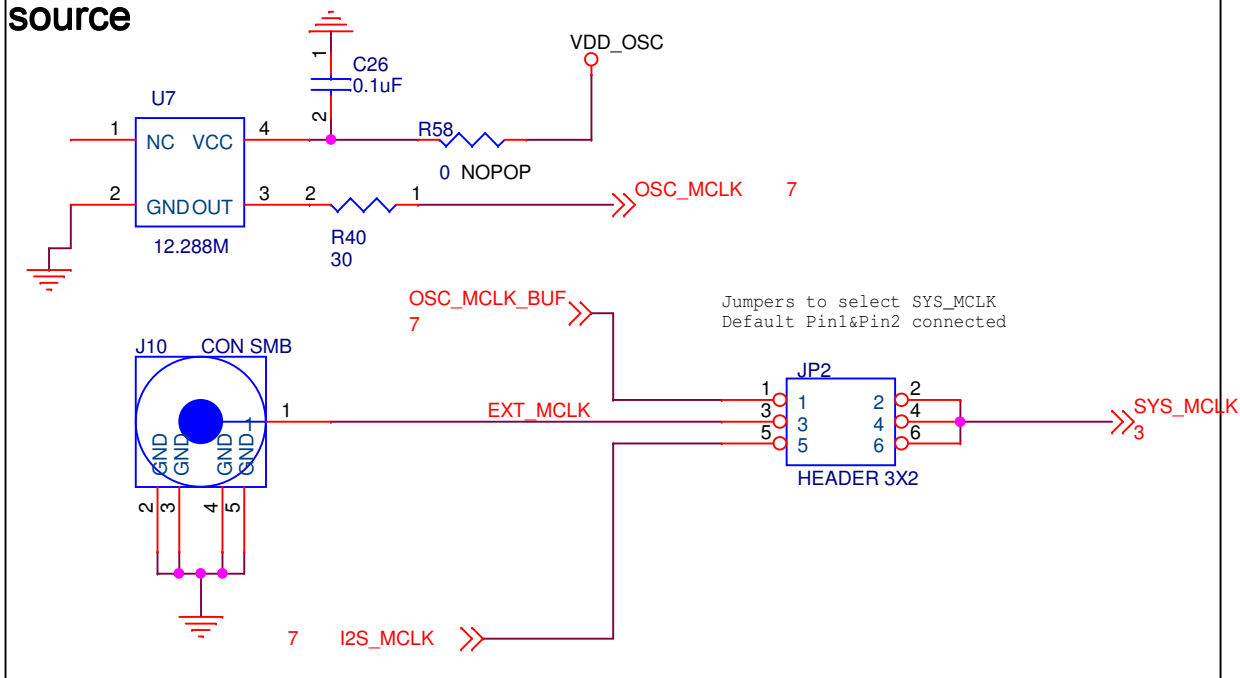 source
1
C26
0.1uF
2
VDD_OSC
U7
1
NC
VCC
4
R58
0 NOPOP
2
GND
OUT
3
2
1
OSC_MCLK
7
12.288M
R40
30
OSC_MCLK_BUF
7
Jumpers to select SYS_MCLK
Default Pin1&Pin2 connected
J10
CON SMB
JP2
1
1
2
2
1
EXT_MCLK
3
3
4
4
SYS_MCLK
3
5
5
6
6
HEADER 3X2
1
GND
GND
GND
GND
2
3
4
5
7
I2S_MCLK